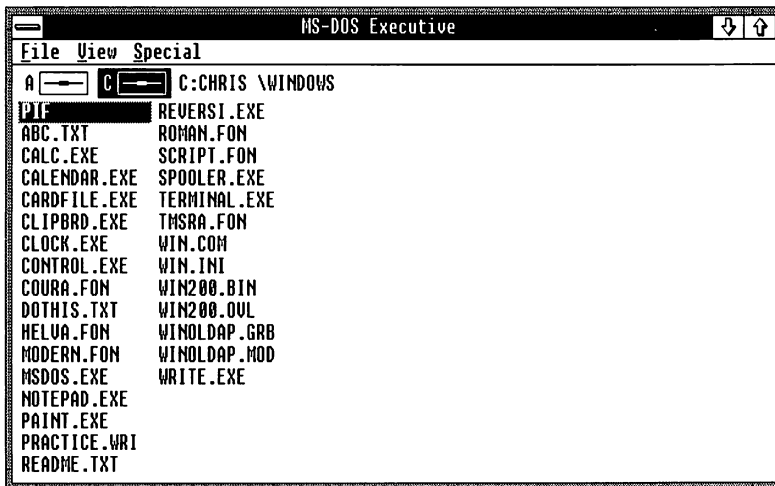 MS-DOS Executive
File View Special
A C C:CHRIS \WINDOWS
PIF
ABC.TXT
CALC.EXE
CALENDAR.EXE
CARDFILE.EXE
CLIPBRD.EXE
CLOCK.EXE
CONTROL.EXE
COURA.FON
DOTHIS.TXT
HELVA.FON
MODERN.FON
MSDOS.EXE
NOTEPAD.EXE
PAINT.EXE
PRACTICE.WRI
README.TXT
REVERSI.EXE
ROMAN.FON
SCRIPT.FON
SPOOLER.EXE
TERMINAL.EXE
TMSRA.FON
WIN.COM
WIN.INI
WIN200.BIN
WIN200.OVL
WINOLDAP.GRB
WINOLDAP.MOD
WRITE.EXE